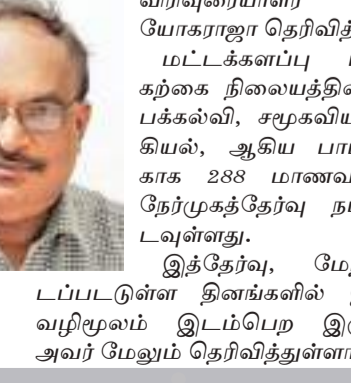 விரிவுரையாளர்
யோகராஜா தெரிவித்
மட்டக்களப்பு
கற்கை நிலையத்தின்
பக்கல்வி, சமூகவிய
கியல், ஆகிய பா
காக 288 மாணவ
நேர்முகத்தேர்வு ந
டவுள்ளது.
இத்தேர்வு, மே
டப்படடுள்ள தினங்களில்
வழிமூலம் இடம்பெற இ
அவர் மேலும் தெரிவித்துள்ளா